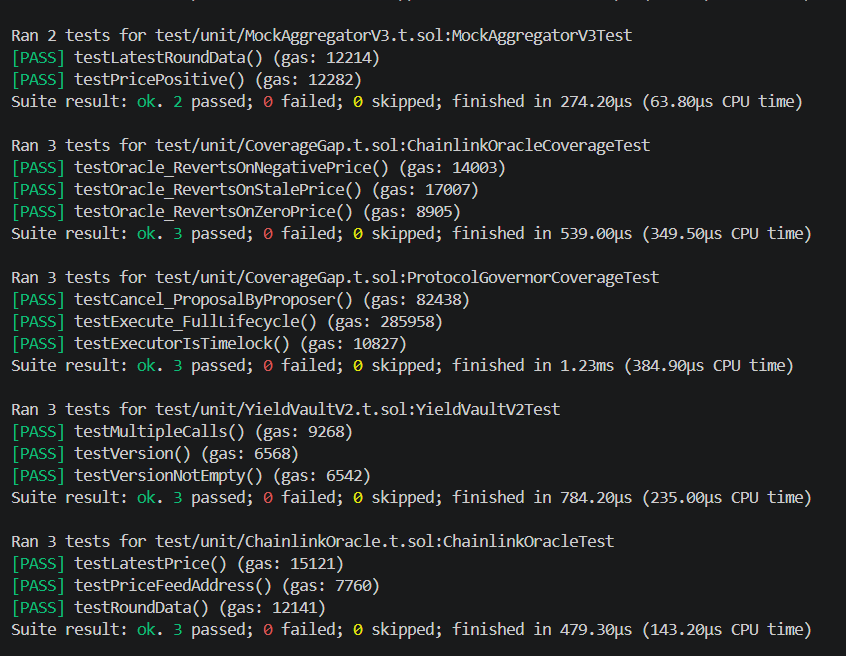 Ran 2 tests for test/unit/MockAggregatorV3.t.sol:MockAggregatorV3Test
[PASS] testLatestRoundData() (gas: 12214)
[PASS] testPricePositive() (gas: 12282)
Suite result: ok. 2 passed; 0 failed; 0 skipped; finished in 274.20µs (63.80µs CPU time)
Ran 3 tests for test/unit/CoverageGap.t.sol:ChainlinkOracleCoverageTest
[PASS] testOracle_RevertsOnNegativePrice() (gas: 14003)
[PASS] testOracle_RevertsOnStalePrice() (gas: 17007)
[PASS] testOracle_RevertsOnZeroPrice() (gas: 8905)
Suite result: ok. 3 passed; 0 failed; 0 skipped; finished in 539.00µs (349.50µs CPU time)
Ran 3 tests for test/unit/CoverageGap.t.sol:ProtocolGovernorCoverageTest
[PASS] testCancel_ProposalByProposer() (gas: 82438)
[PASS] testExecute_FullLifecycle() (gas: 285958)
[PASS] testExecutorIsTimelock() (gas: 10827)
Suite result: ok. 3 passed; 0 failed; 0 skipped; finished in 1.23ms (384.90µs CPU time)
Ran 3 tests for test/unit/YieldVaultV2.t.sol:YieldVaultV2Test
[PASS] testMultipleCalls() (gas: 9268)
[PASS] testVersion() (gas: 6568)
[PASS] testVersionNotEmpty() (gas: 6542)
Suite result: ok. 3 passed; 0 failed; 0 skipped; finished in 784.20µs (235.00µs CPU time)
Ran 3 tests for test/unit/ChainlinkOracle.t.sol:ChainlinkOracleTest
[PASS] testLatestPrice() (gas: 15121)
[PASS] testPriceFeedAddress() (gas: 7760)
[PASS] testRoundData() (gas: 12141)
Suite result: ok. 3 passed; 0 failed; 0 skipped; finished in 479.30µs (143.20µs CPU time)